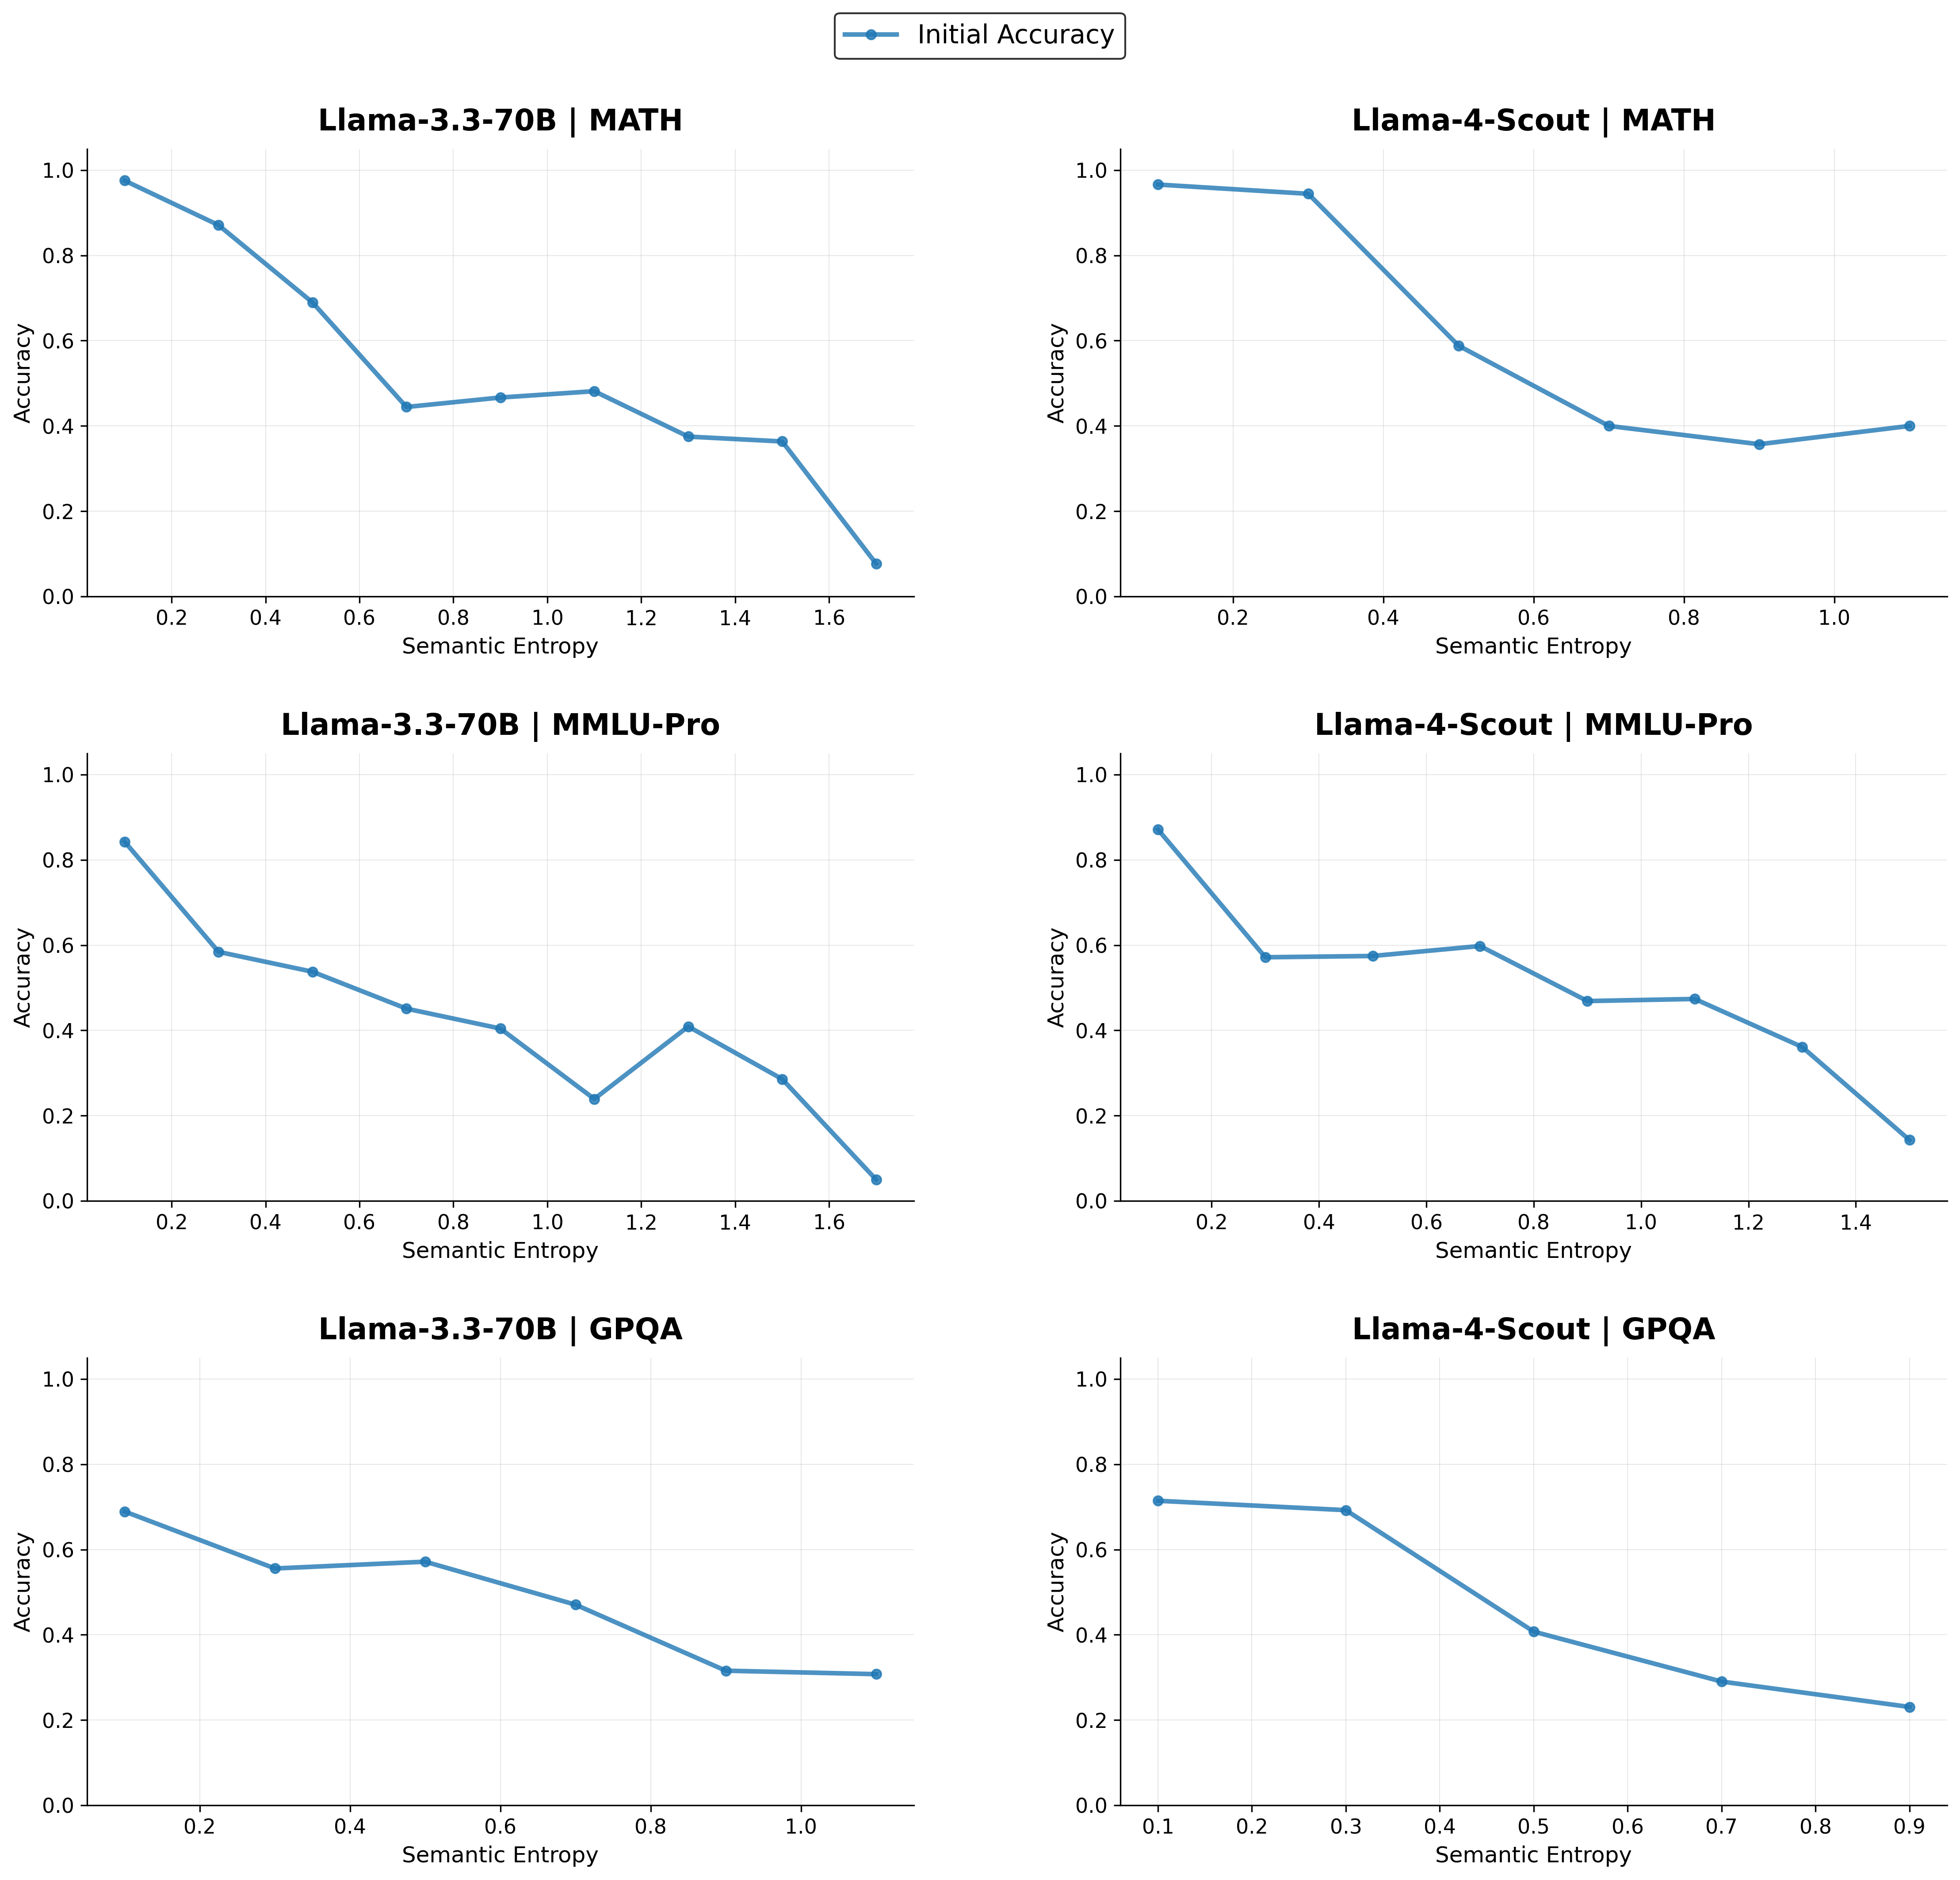 Initial Accuracy
Llama-3.3-70B | MATH
Accuracy
1.0
0.8
0.6
0.4
0.2
0.0
0.2 0.4 0.6 0.8 1.0 1.2 1.4 1.6
Semantic Entropy
Llama-4-Scout | MATH
Accuracy
1.0
0.8
0.6
0.4
0.2
0.0
0.2 0.4 0.6 0.8 1.0
Semantic Entropy
Llama-3.3-70B | MMLU-Pro
Accuracy
1.0
0.8
0.6
0.4
0.2
0.0
0.2 0.4 0.6 0.8 1.0 1.2 1.4 1.6
Semantic Entropy
Llama-4-Scout | MMLU-Pro
Accuracy
1.0
0.8
0.6
0.4
0.2
0.0
0.2 0.4 0.6 0.8 1.0 1.2 1.4
Semantic Entropy
Llama-3.3-70B | GPQA
Accuracy
1.0
0.8
0.6
0.4
0.2
0.0
0.2 0.4 0.6 0.8 1.0
Semantic Entropy
Llama-4-Scout | GPQA
Accuracy
1.0
0.8
0.6
0.4
0.2
0.0
0.1 0.2 0.3 0.4 0.5 0.6 0.7 0.8 0.9
Semantic Entropy